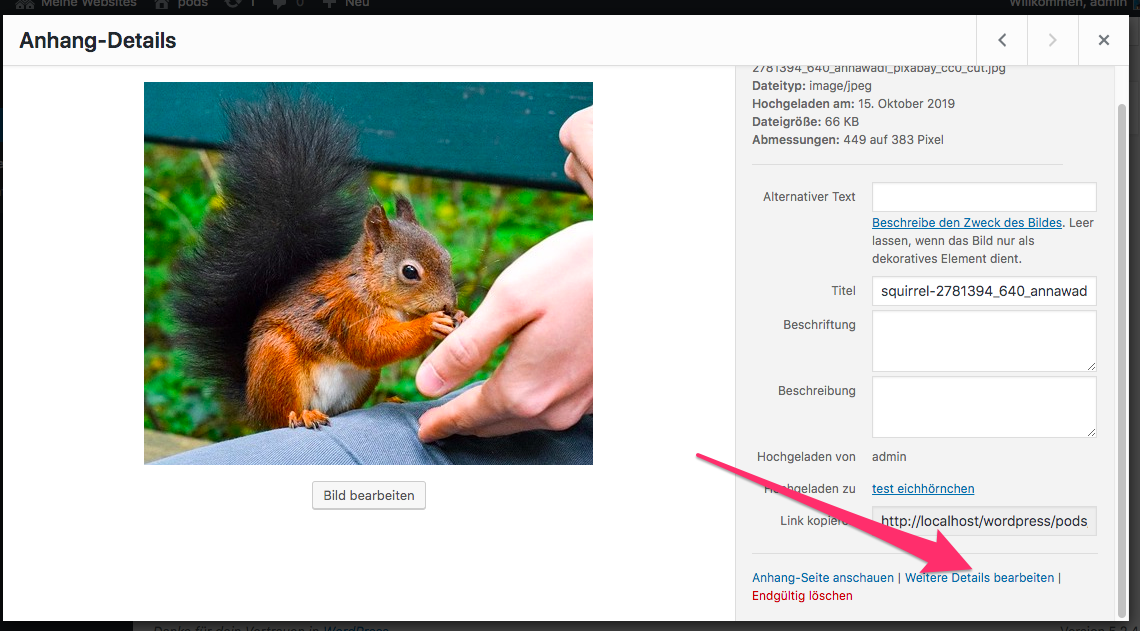 Meine Websites pods 1 0 Neu Willkommen, admin
Anhang-Details
2781394_640_annawadi_pixabay_cc0_cut.jpg
Dateityp: image/jpeg
Hochgeladen am: 15. Oktober 2019
Dateigröße: 66 KB
Abmessungen: 449 auf 383 Pixel
Alternativer Text
Beschreibe den Zweck des Bildes. Leer
lassen, wenn das Bild nur als
dekoratives Element dient.
Titel squirrel-2781394_640_annawad
Beschriftung
Beschreibung
Hochgeladen von admin
Hochgeladen zu test eichhörnchen
Link kopieren http://localhost/wordpress/pods
Bild bearbeiten
Anhang-Seite anschauen | Weitere Details bearbeiten |
Endgültig löschen
Danke für dein Vertrauen in WordPress. Version 5.2.4